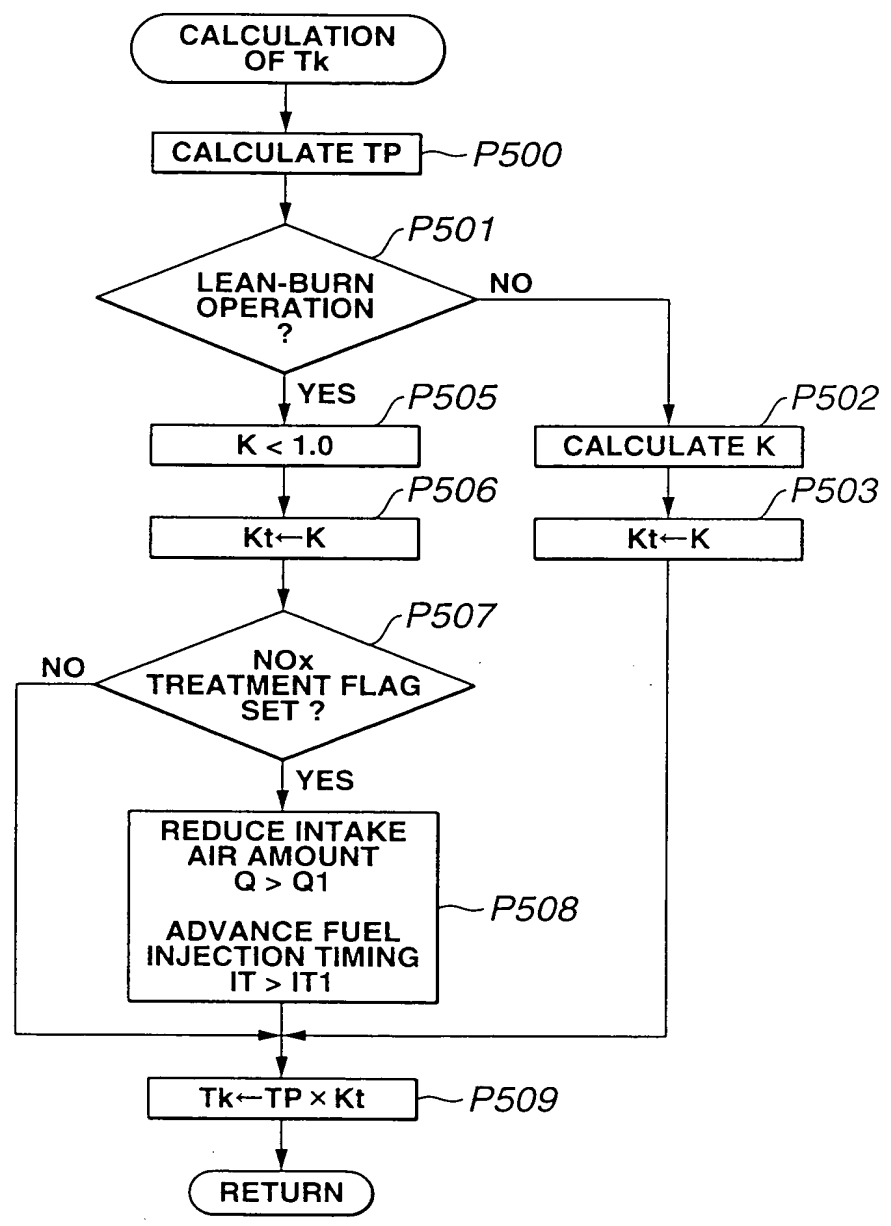 CALCULATION
OF Tk
CALCULATE TP
P500
P501
LEAN-BURN
OPERATION
?
NO
YES
P505
K < 1.0
P502
CALCULATE K
P506
Kt←K
P503
Kt←K
P507
NO
NOx
TREATMENT FLAG
SET ?
YES
REDUCE INTAKE
AIR AMOUNT
Q > Q1
ADVANCE FUEL
INJECTION TIMING
IT > IT1
P508
Tk←TP × Kt
P509
RETURN